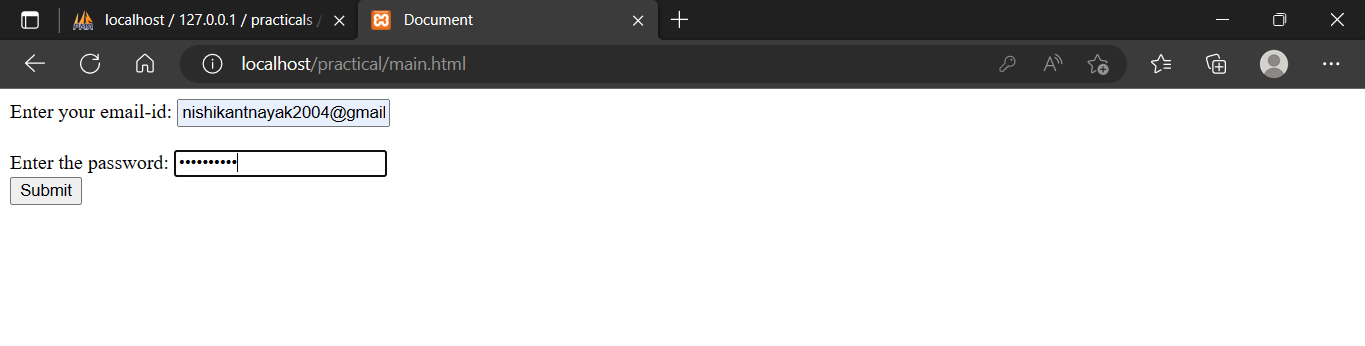 localhost / 127.0.0.1 / practicals /
Document
localhost/practical/main.html
Enter your email-id: nishikantnayak2004@gmail
Enter the password: ••••••••••
Submit